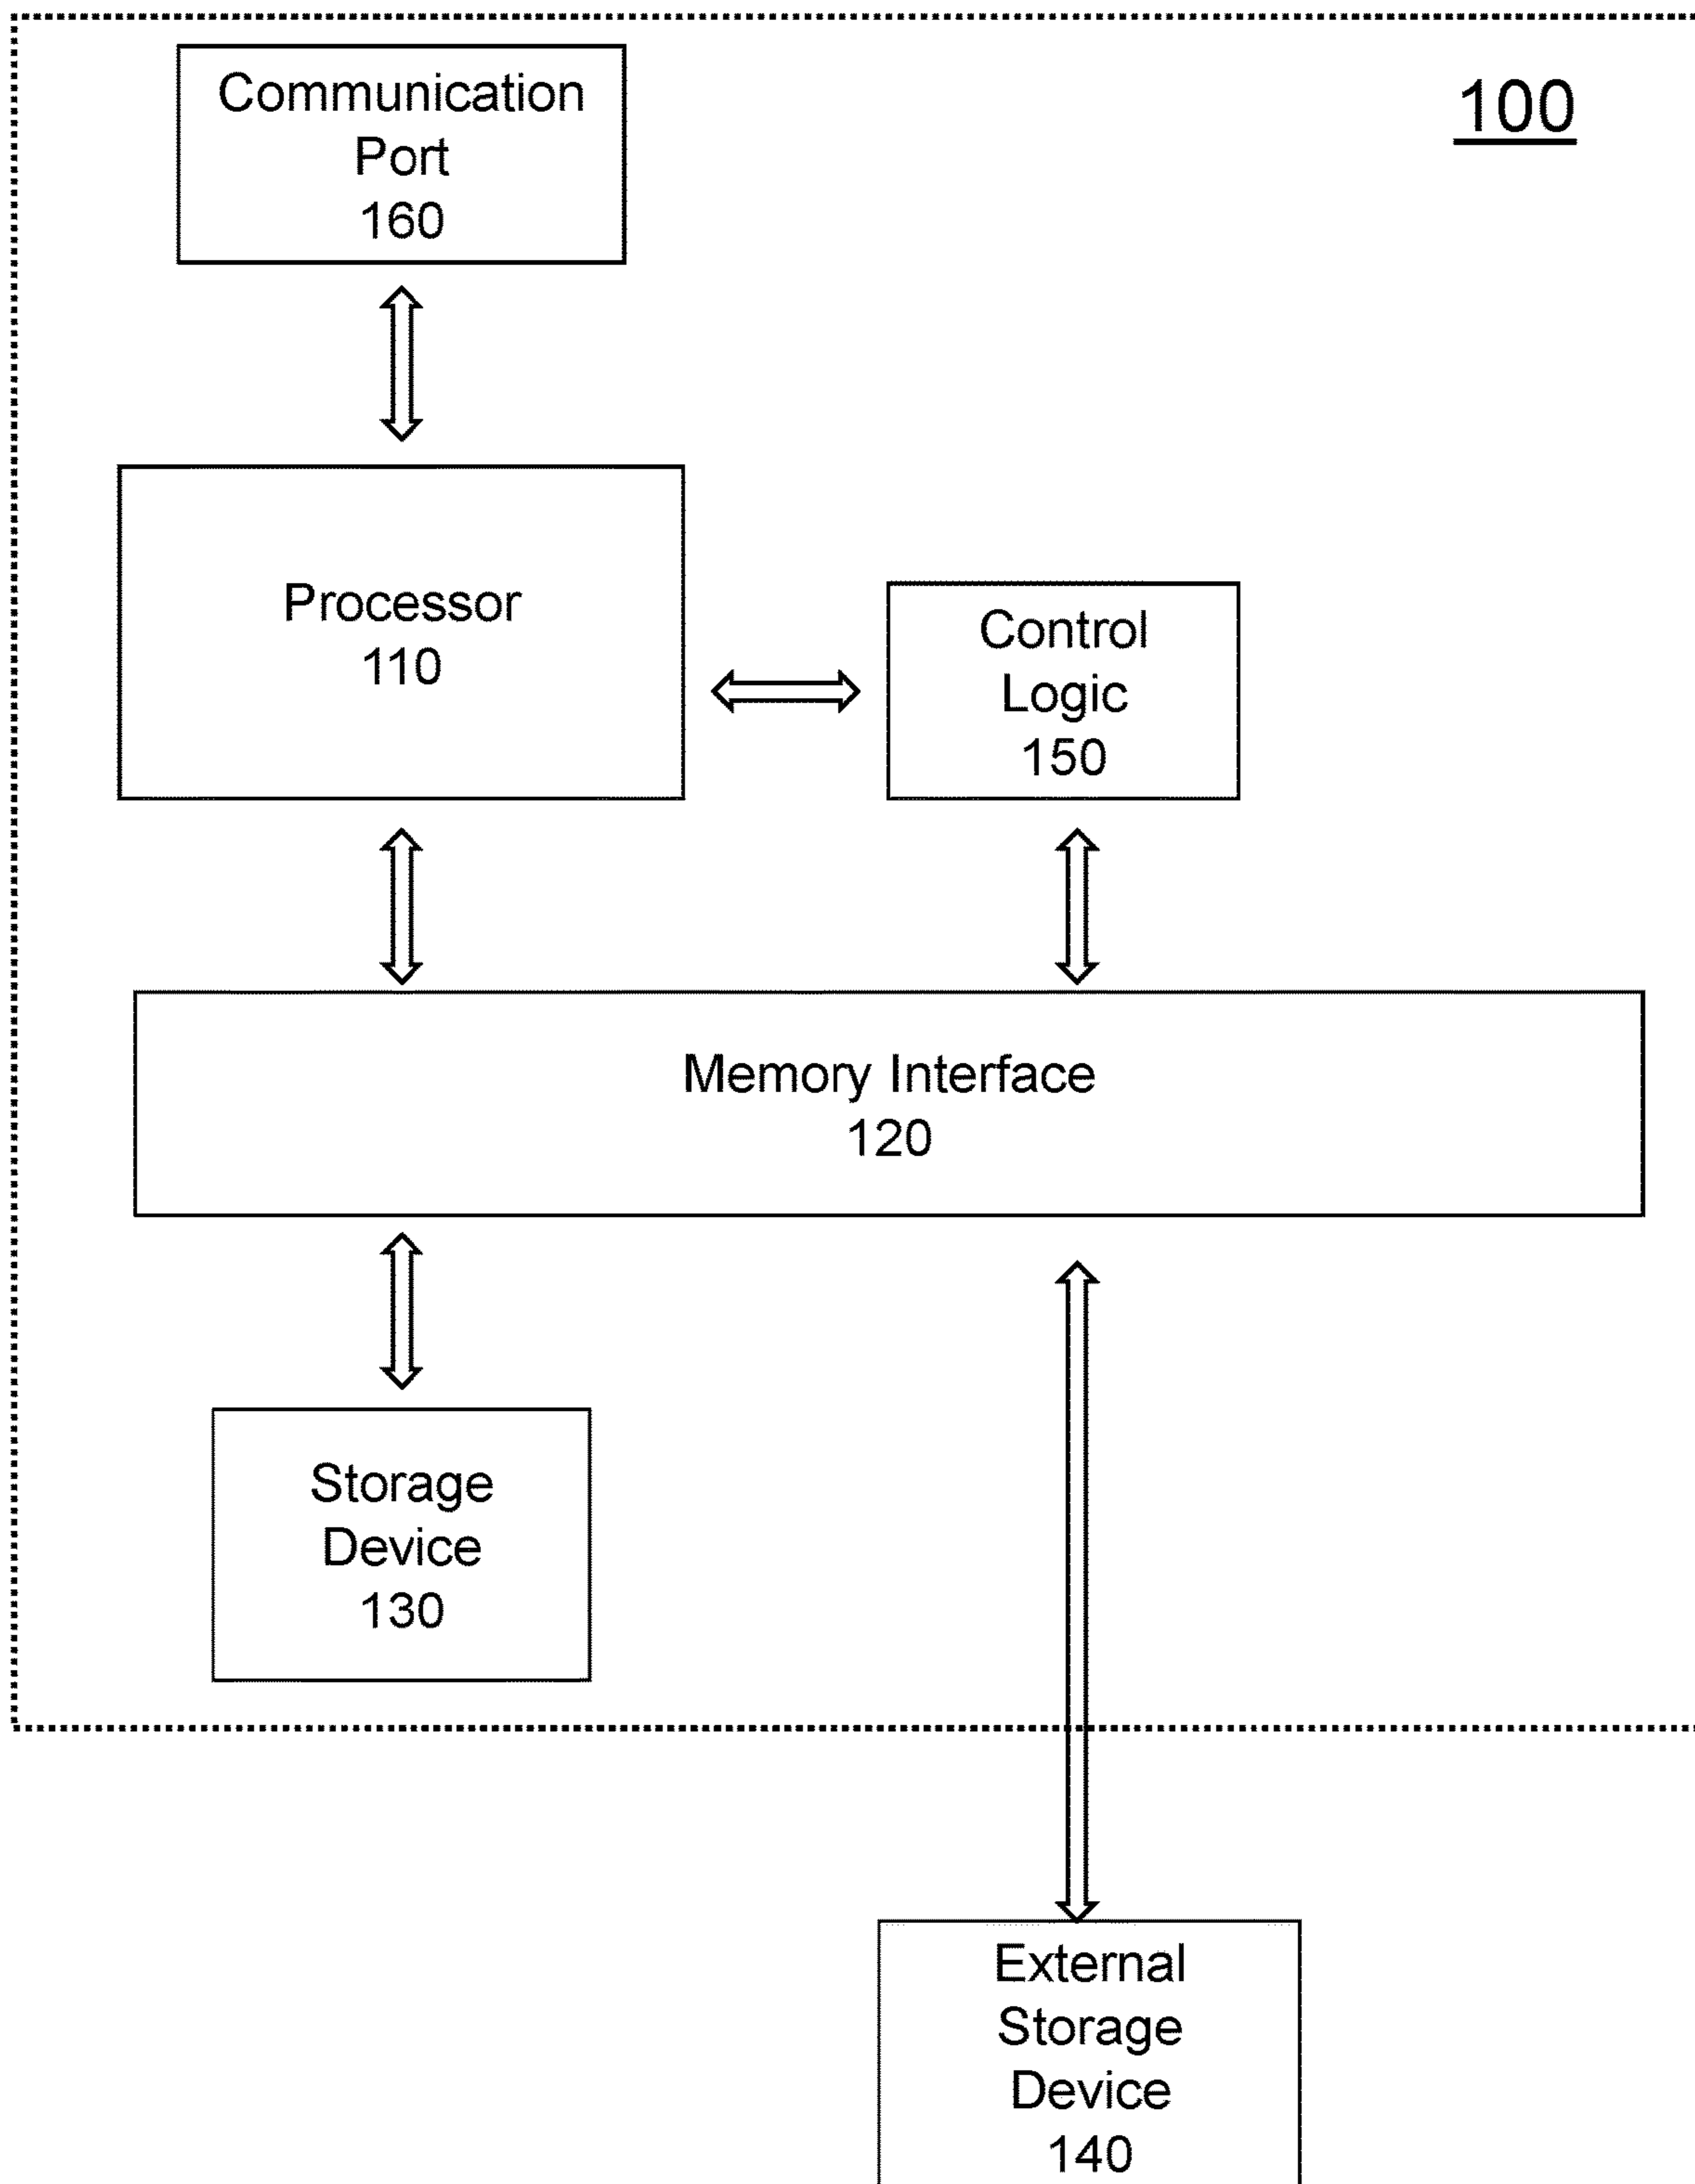 100
Communication
Port
160
Processor
110
Control
Logic
150
Memory Interface
120
Storage
Device
130
External
Storage
Device
140